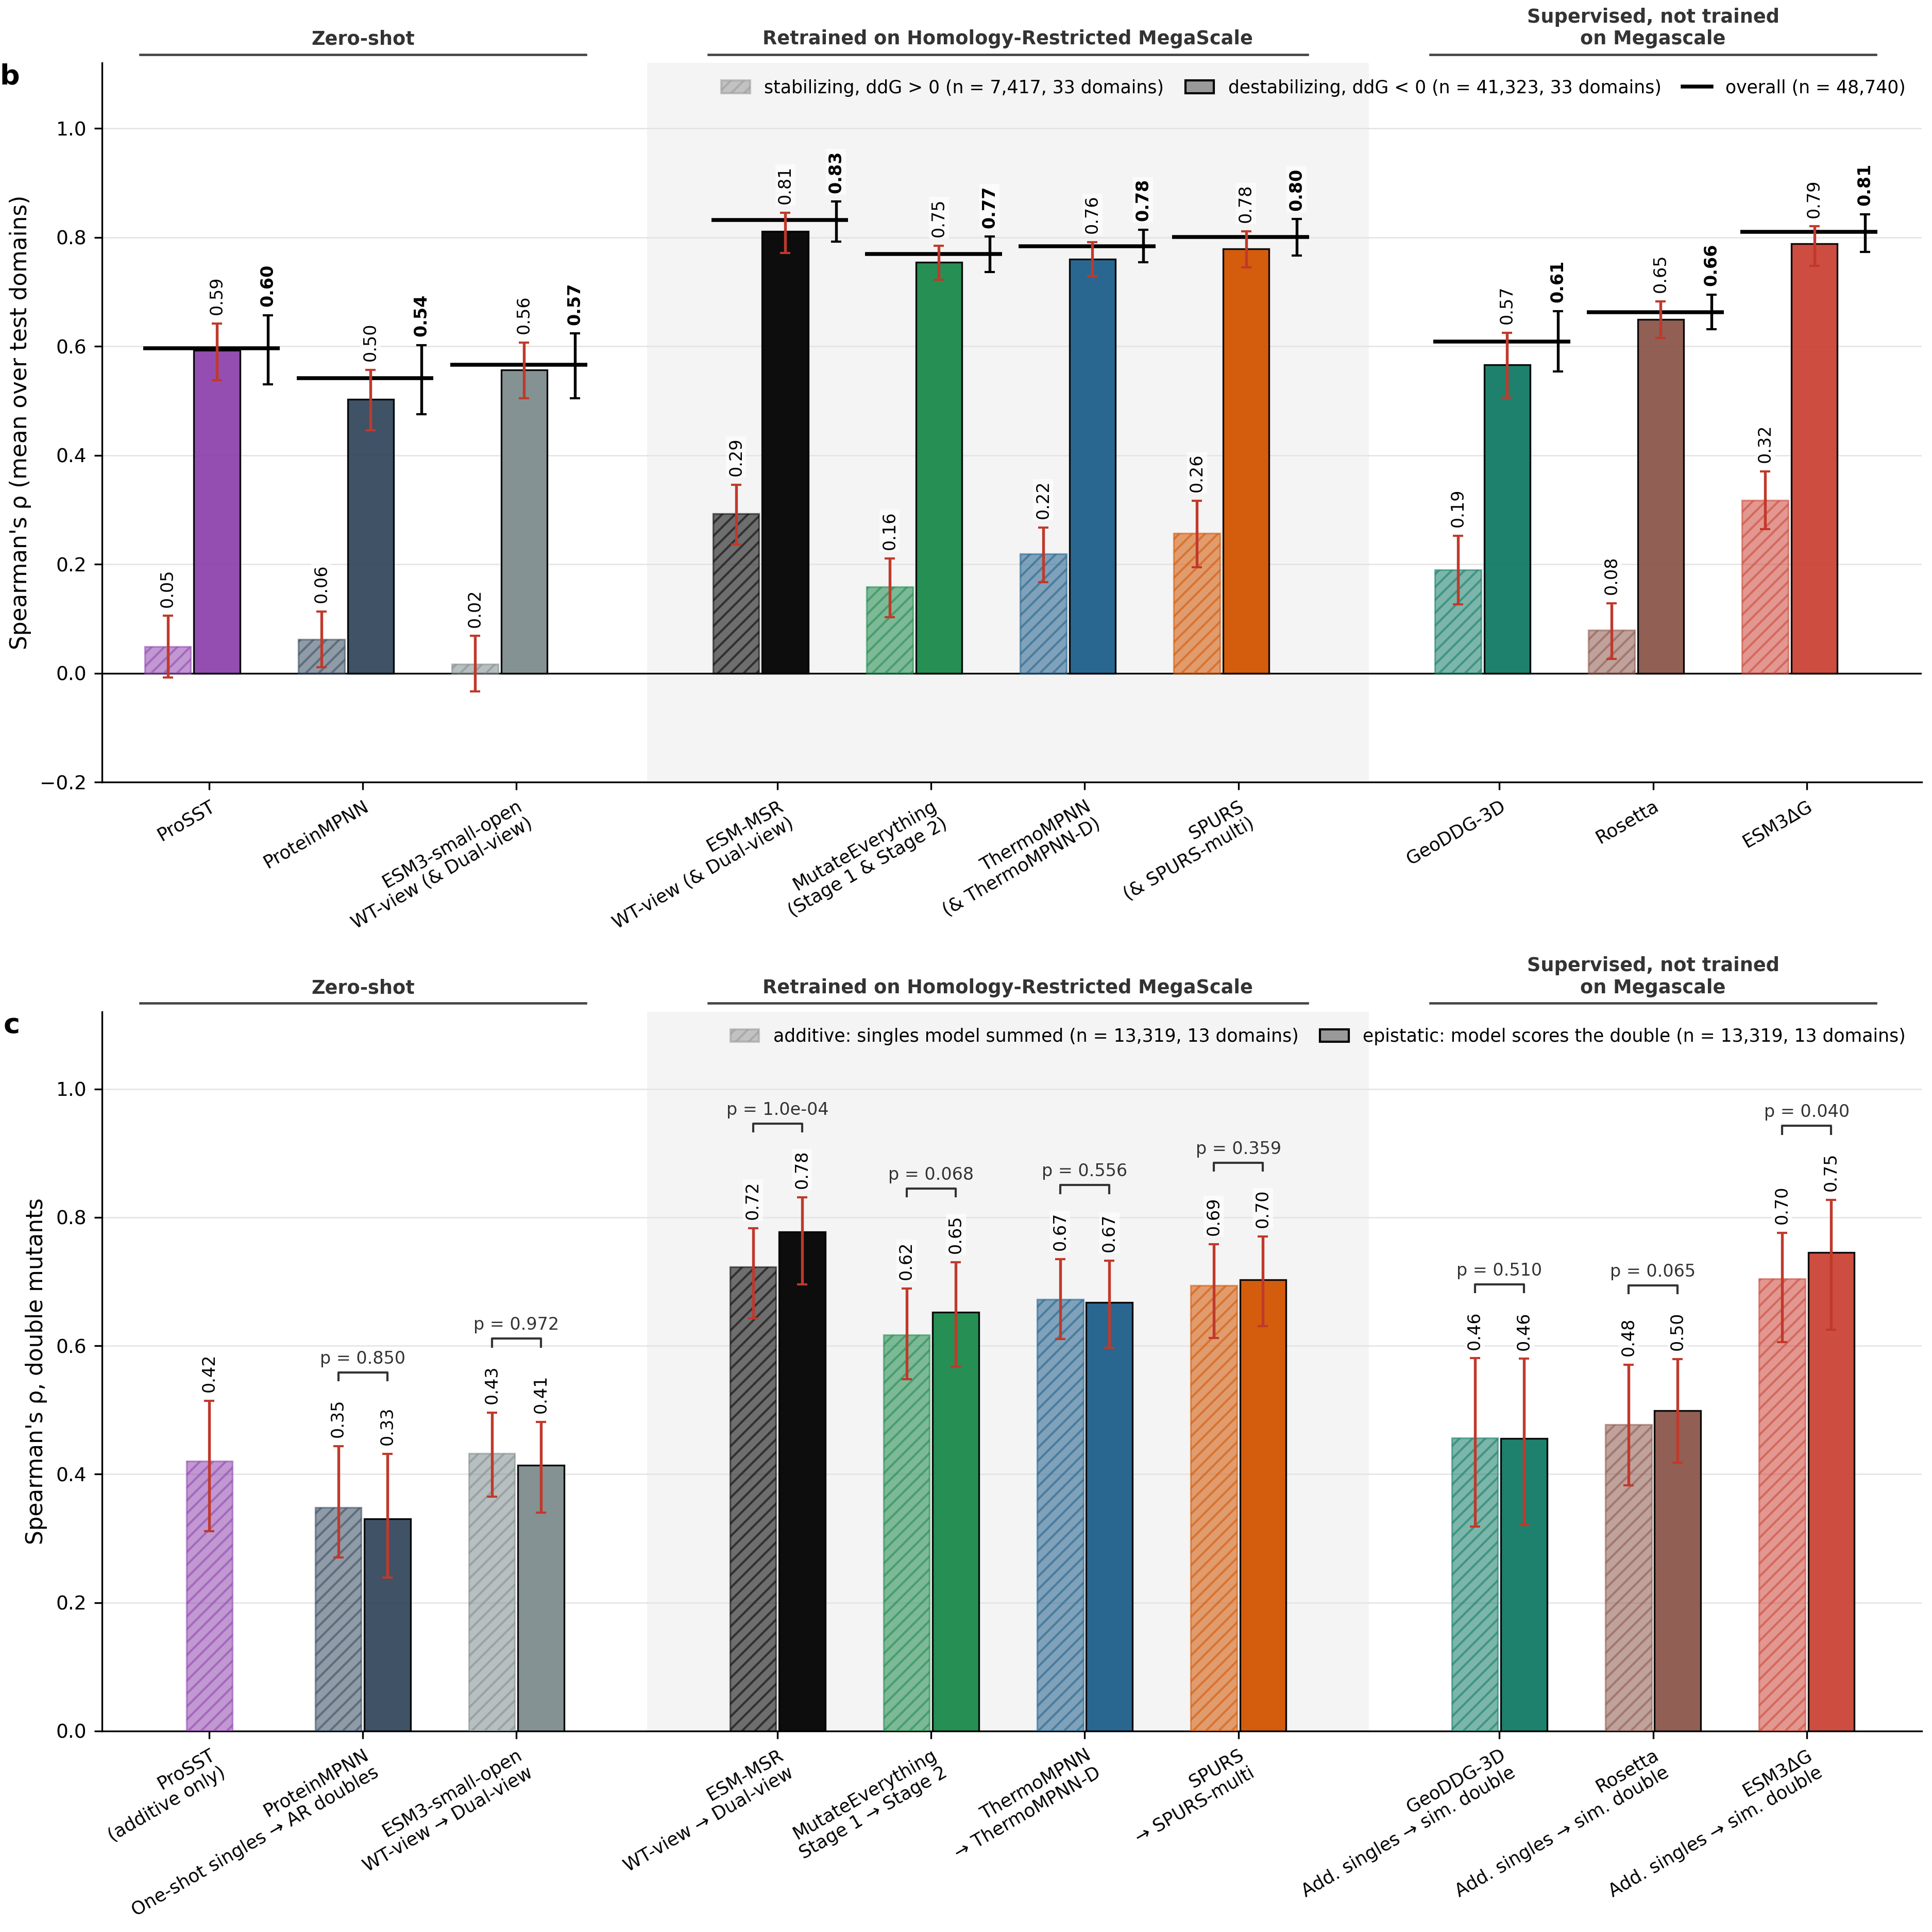 Zero-shot
Retrained on Homology-Restricted MegaScale
Supervised, not trained
on Megascale
b
stabilizing, ddG > 0 (n = 7,417, 33 domains)
destabilizing, ddG < 0 (n = 41,323, 33 domains)
overall (n = 48,740)
Spearman's ρ (mean over test domains)
1.0
0.8
0.6
0.4
0.2
0.0
−0.2
0.05
0.59
0.60
0.06
0.50
0.54
0.02
0.56
0.57
0.29
0.81
0.83
0.16
0.75
0.77
0.22
0.76
0.78
0.26
0.78
0.80
0.19
0.57
0.61
0.08
0.65
0.66
0.32
0.79
0.81
ProSST
ProteinMPNN
ESM3-small-open
WT-view (& Dual-view)
ESM-MSR
WT-view (& Dual-view)
MutateEverything
(Stage 1 & Stage 2)
ThermoMPNN
(& ThermoMPNN-D)
SPURS
(& SPURS-multi)
GeoDDG-3D
Rosetta
ESM3ΔG
Zero-shot
Retrained on Homology-Restricted MegaScale
Supervised, not trained
on Megascale
c
additive: singles model summed (n = 13,319, 13 domains)
epistatic: model scores the double (n = 13,319, 13 domains)
Spearman's ρ, double mutants
1.0
0.8
0.6
0.4
0.2
0.0
0.42
p = 0.850
0.35
0.33
p = 0.972
0.43
0.41
p = 1.0e-04
0.72
0.78
p = 0.068
0.62
0.65
p = 0.556
0.67
0.67
p = 0.359
0.69
0.70
p = 0.510
0.46
0.46
p = 0.065
0.48
0.50
p = 0.040
0.70
0.75
ProSST
(additive only)
ProteinMPNN
One-shot singles → AR doubles
ESM3-small-open
WT-view → Dual-view
ESM-MSR
WT-view → Dual-view
MutateEverything
Stage 1 → Stage 2
ThermoMPNN
→ ThermoMPNN-D
SPURS
→ SPURS-multi
GeoDDG-3D
Add. singles → sim. double
Rosetta
Add. singles → sim. double
ESM3ΔG
Add. singles → sim. double